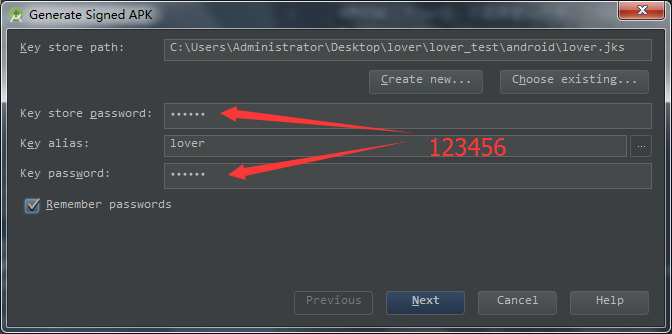 Generate Signed APK
Key store path: C:\Users\Administrator\Desktop\lover\lover_test\android\lover.jks
Create new... Choose existing...
Key store password: ••••••
Key alias: lover ...
123456
Key password: ••••••
Remember passwords
Previous Next Cancel Help